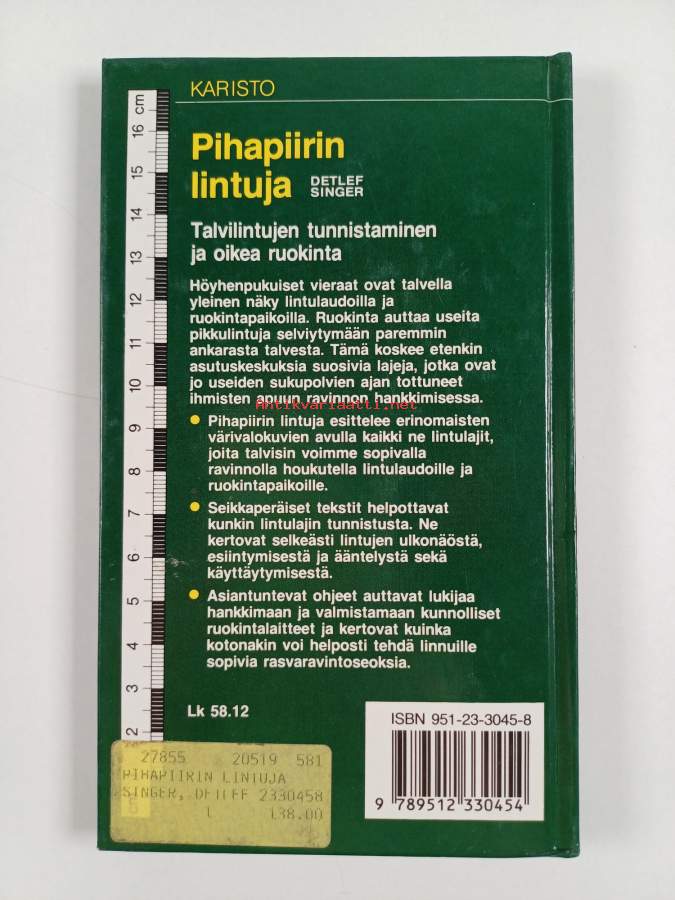 KARISTO
Pihapiirin
lintuja DETLEF SINGER
Talvilintujen tunnistaminen
ja oikea ruokinta
Höyhenpukuiset vieraat ovat talvella
yleinen näky lintulaudoilla ja
ruokintapaikoilla. Ruokinta auttaa useita
pikkulintuja selviytymään paremmin
ankarasta talvesta. Tämä koskee etenkin
asutuskeskuksia suosivia lajeja, jotka ovat
jo useiden sukupolvien ajan tottuneet
ihmisten apuun ravinnon hankkimisessa.
Antikvariaatti.net
● Pihapiirin lintuja esittelee erinomaisten
värivalokuvien avulla kaikki ne lintulajit,
joita talvisin voimme sopivalla
ravinnolla houkutella lintulaudoille ja
ruokintapaikoille.
● Seikkaperäiset tekstit helpottavat
kunkin lintulajin tunnistusta. Ne
kertovat selkeästi lintujen ulkonäöstä,
esiintymisestä ja ääntelystä sekä
käyttäytymisestä.
● Asiantuntevat ohjeet auttavat lukijaa
hankkimaan ja valmistamaan kunnolliset
ruokintalaitteet ja kertovat kuinka
kotonakin voi helposti tehdä linnuille
sopivia rasvaravintoseoksia.
Lk 58.12
ISBN 951-23-3045-8
9 789512 330454
27855 20519 581
PIHAPIIRIN LINTUJA
SINGER, DETLEF 2330458
138.00
cm
16
15
14
13
12
11
10
9
8
7
6
5
4
3
2